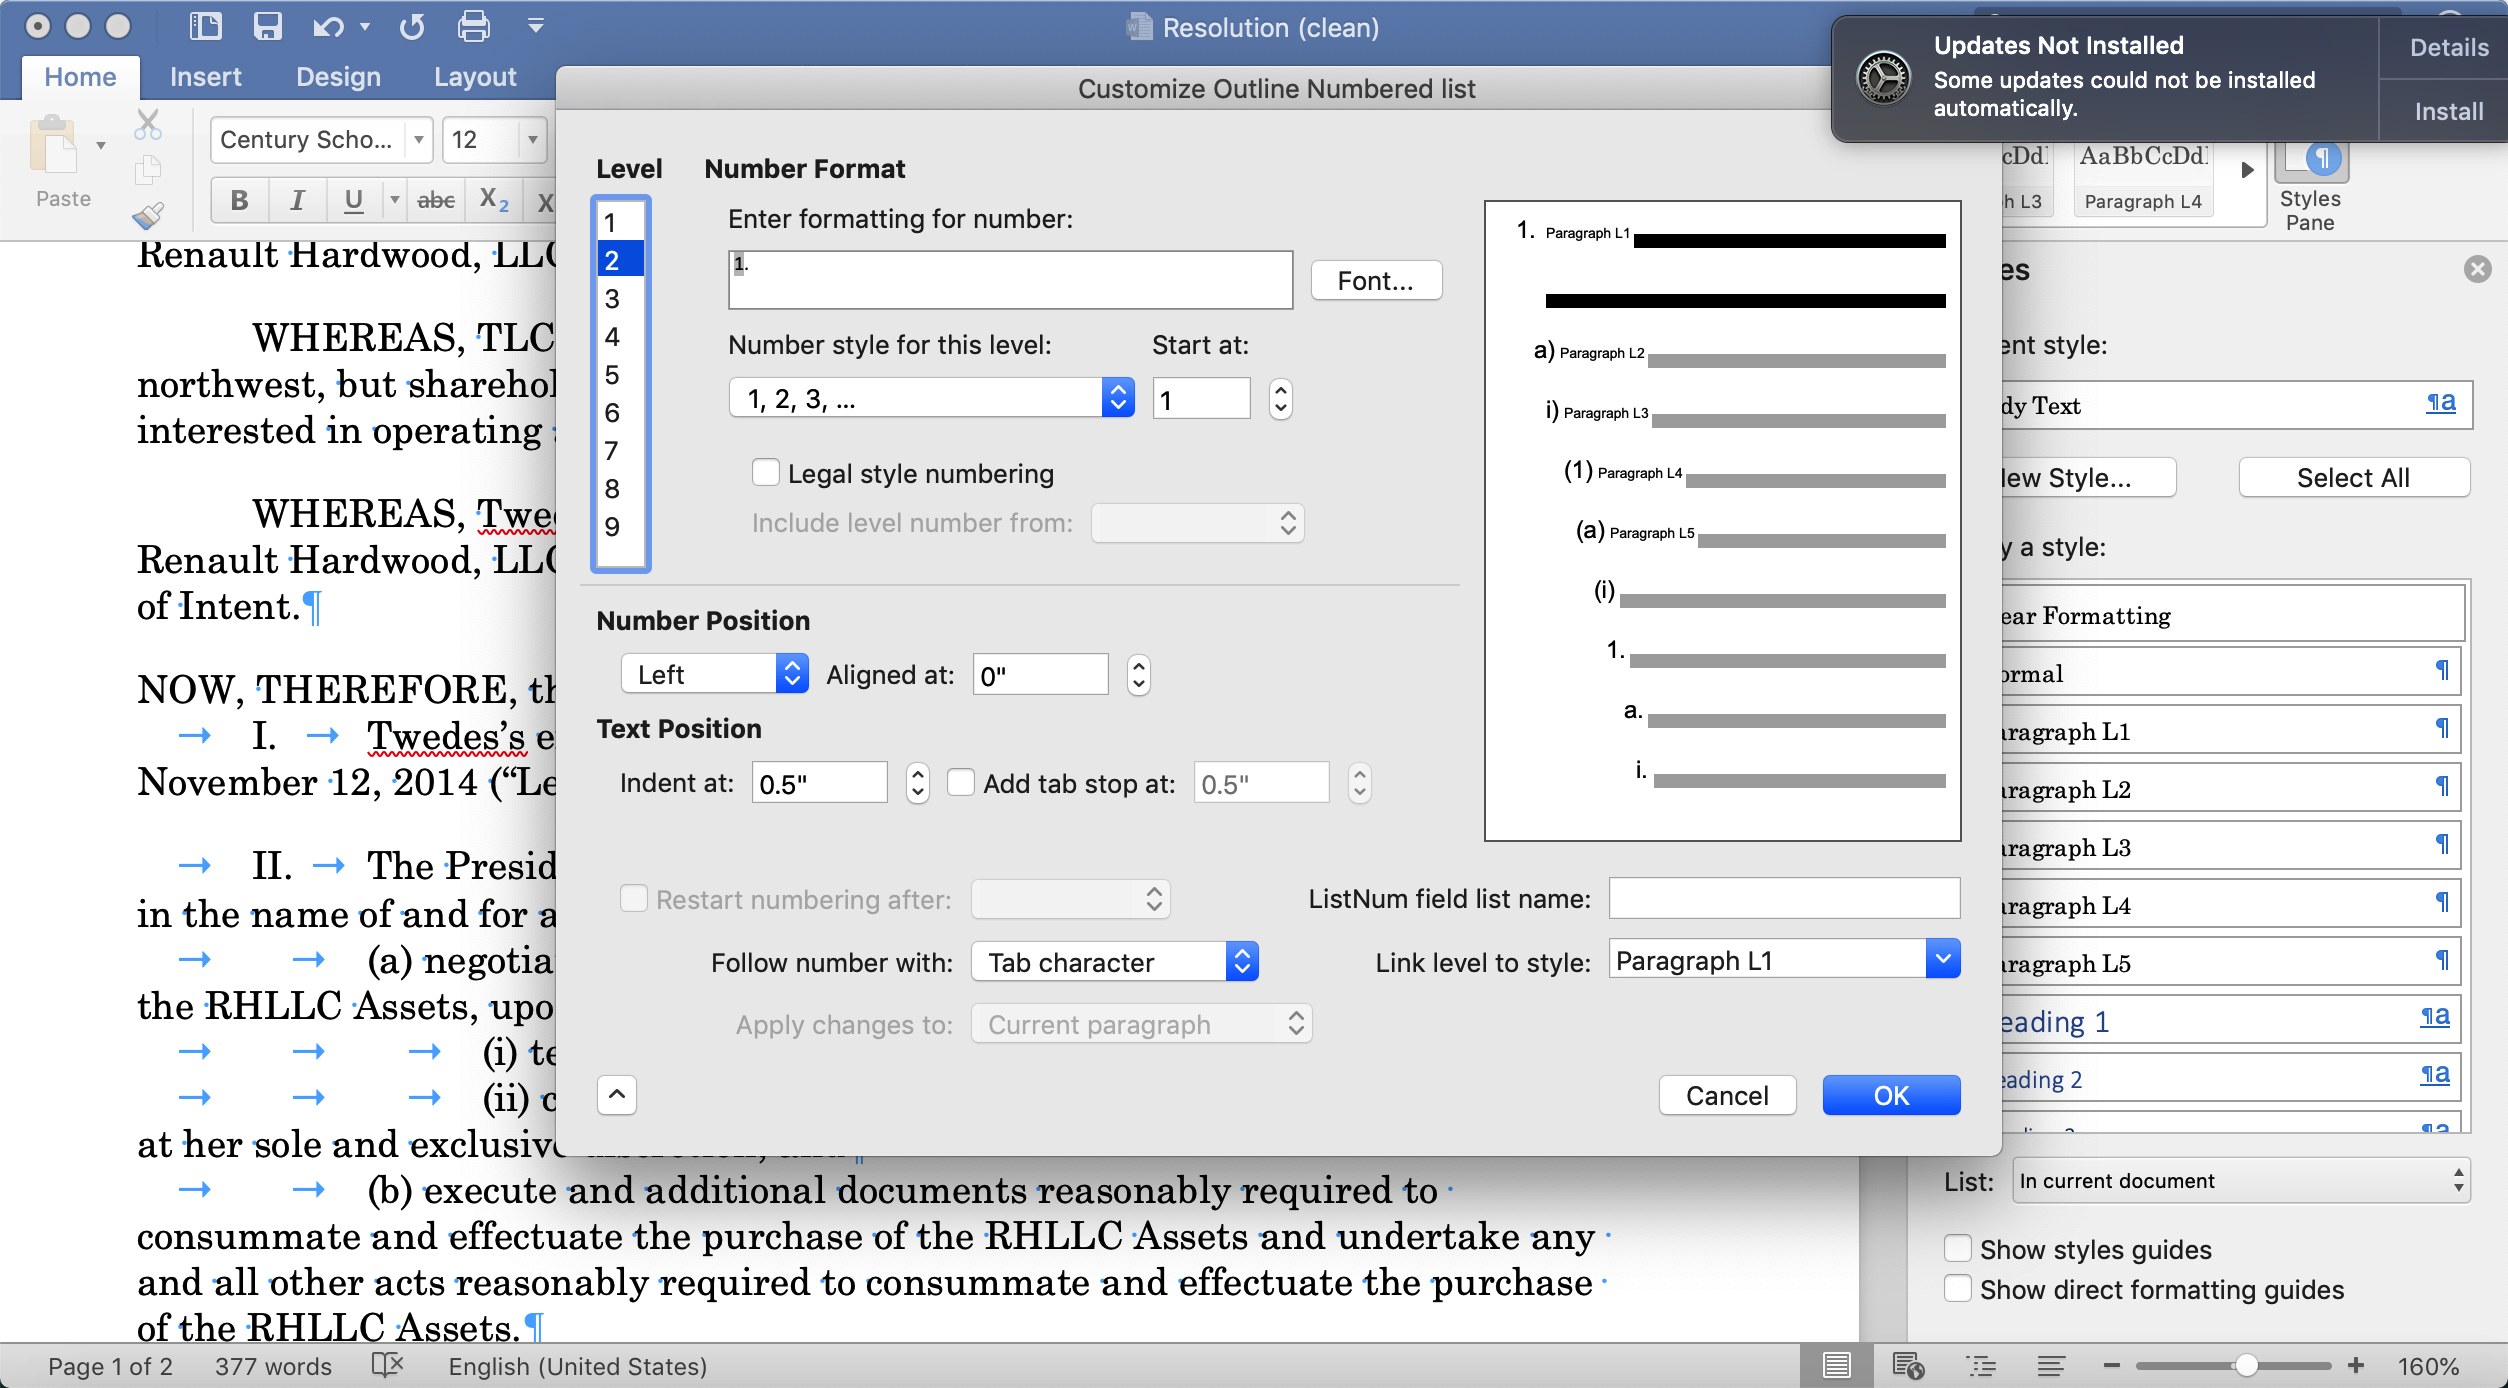 Resolution (clean)
Updates Not Installed
Some updates could not be installed
automatically.
Details
Install
Home Insert Design Layout
Customize Outline Numbered list
Paste
Century Scho... 12
B I U abc X2 X
AaBbCcDd
Paragraph L4
Styles
Pane
Level
1
2
3
4
5
6
7
8
9
Number Format
Enter formatting for number:
1.
Font...
Number style for this level: Start at:
1, 2, 3, ... 1
Legal style numbering
Include level number from:
Number Position
Left Aligned at: 0"
Text Position
Indent at: 0.5" Add tab stop at: 0.5"
Restart numbering after:
ListNum field list name:
Follow number with: Tab character
Link level to style: Paragraph L1
Apply changes to: Current paragraph
Cancel OK
1. Paragraph L1
a) Paragraph L2
i) Paragraph L3
(1) Paragraph L4
(a) Paragraph L5
(i)
1.
a.
i.
Renault Hardwood, LLC
WHEREAS, TLC
northwest, but sharehol
interested in operating
WHEREAS, Twe
Renault Hardwood, LLC
of Intent.¶
NOW, THEREFORE, th
→ I. → Twedes’s e
November 12, 2014 (“Le
→ II. → The Presid
in the name of and for a
→ → (a) negotia
the RHLLC Assets, upo
→ → → (i) te
→ → → (ii) c
at her sole and exclusive
→ → (b) execute and additional documents reasonably required to
consummate and effectuate the purchase of the RHLLC Assets and undertake any
and all other acts reasonably required to consummate and effectuate the purchase
of the RHLLC Assets.¶
es
ent style:
dy Text ¶a
ew Style... Select All
y a style:
ear Formatting
ormal ¶
ragraph L1 ¶
ragraph L2 ¶
ragraph L3 ¶
ragraph L4 ¶
ragraph L5 ¶
eading 1 ¶a
eading 2 ¶a
List: In current document
Show styles guides
Show direct formatting guides
Page 1 of 2 377 words English (United States) 160%